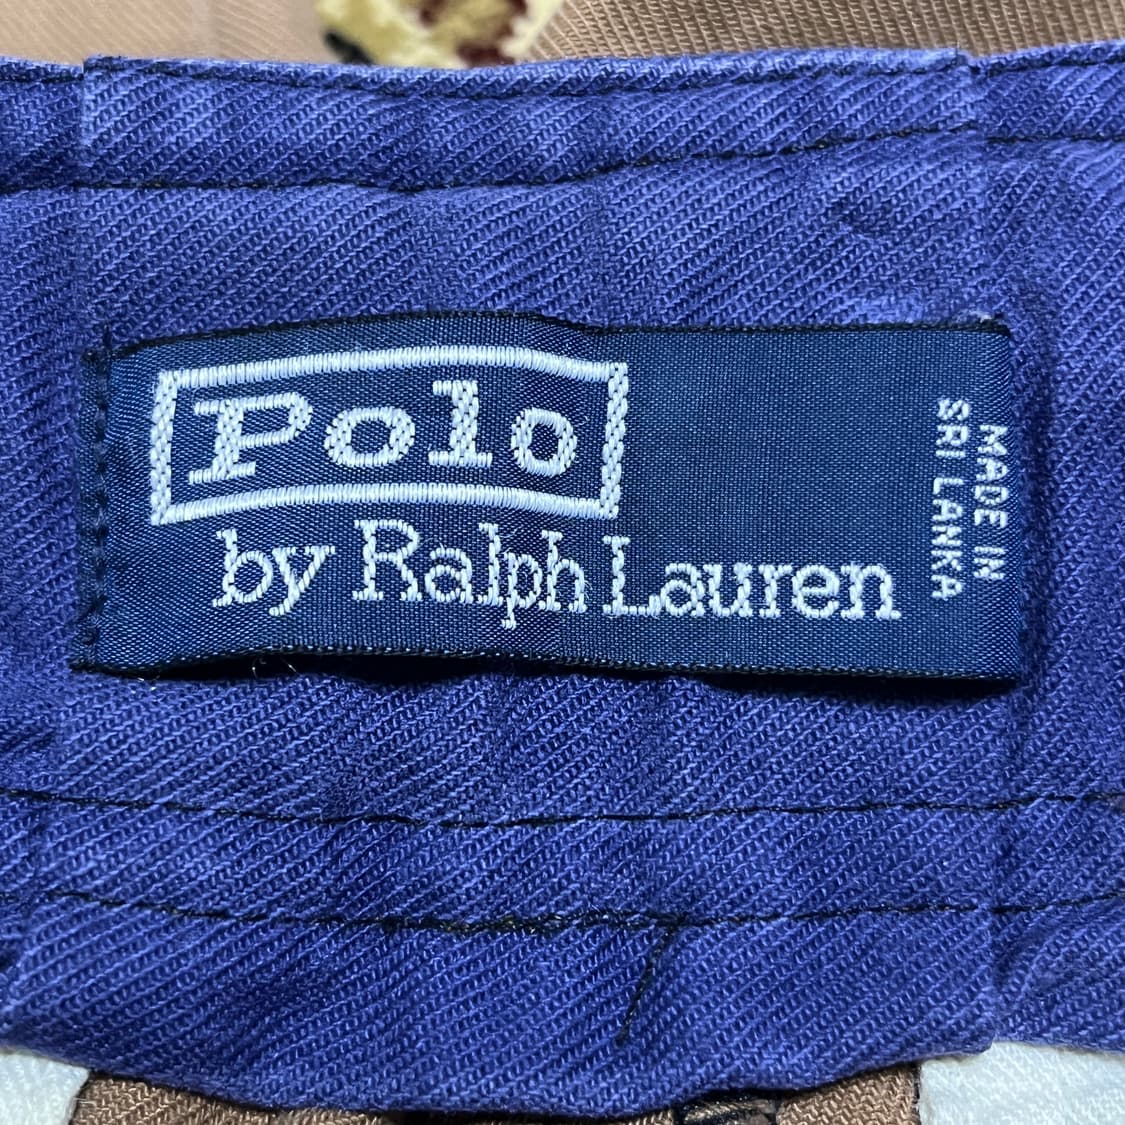 Polo
by Ralph Lauren
MADE IN
SRI LANKA